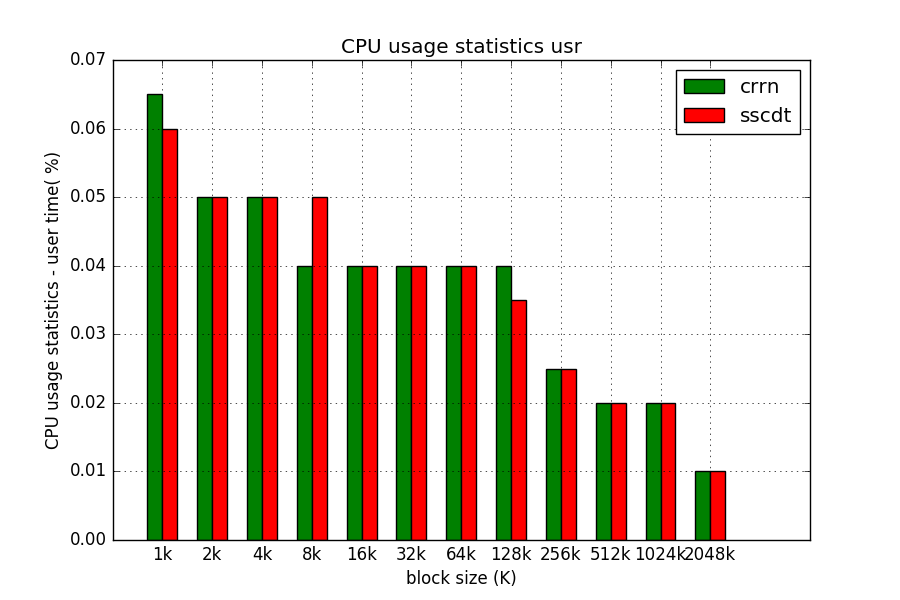 CPU usage statistics usr
crrn
sscdt
CPU usage statistics - user time( %)
0.07
0.06
0.05
0.04
0.03
0.02
0.01
0.00
1k 2k 4k 8k 16k 32k 64k 128k 256k 512k 1024k 2048k
block size (K)